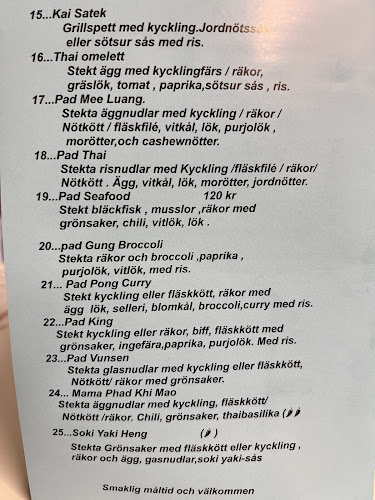 15...Kai Satek
Grillspett med kyckling.Jordnötssås
eller sötsur sås med ris.
16...Thai omelett
Stekt ägg med kycklingfärs / räkor,
gräslök, tomat , paprika,sötsur sås , ris.
17...Pad Mee Luang.
Stekta äggnudlar med kyckling / räkor /
Nötkött / fläskfilé, vitkål, lök, purjolök ,
morötter,och cashewnötter.
18...Pad Thai
Stekta risnudlar med Kyckling /fläskfilé / räkor/
Nötkött . Ägg, vitkål, lök, morötter, jordnötter.
19...Pad Seafood 120 kr
Stekt bläckfisk , musslor ,räkor med
grönsaker, chili, vitlök, lök .
20...pad Gung Broccoli
Stekta räkor och broccoli ,paprika ,
purjolök, vitlök, med ris.
21... Pad Pong Curry
Stekt kyckling eller fläskkött, räkor med
ägg lök, selleri, blomkål, broccoli,curry med ris.
22...Pad King
Stekt kyckling eller räkor, biff, fläskkött med
grönsaker, ingefära,paprika, purjolök. Med ris.
23...Pad Vunsen
Stekta glasnudlar med kyckling eller fläskkött,
Nötkött/ räkor med grönsaker.
24... Mama Phad Khi Mao
Stekta äggnudlar med kyckling, fläskkött/
Nötkött /räkor. Chili, grönsaker, thaibasilika (🌶🌶
25...Soki Yaki Heng (🌶)
Stekta Grönsaker med fläskkött eller kyckling ,
räkor och ägg, gasnudlar,soki yaki-sås
Smaklig måltid och välkommen